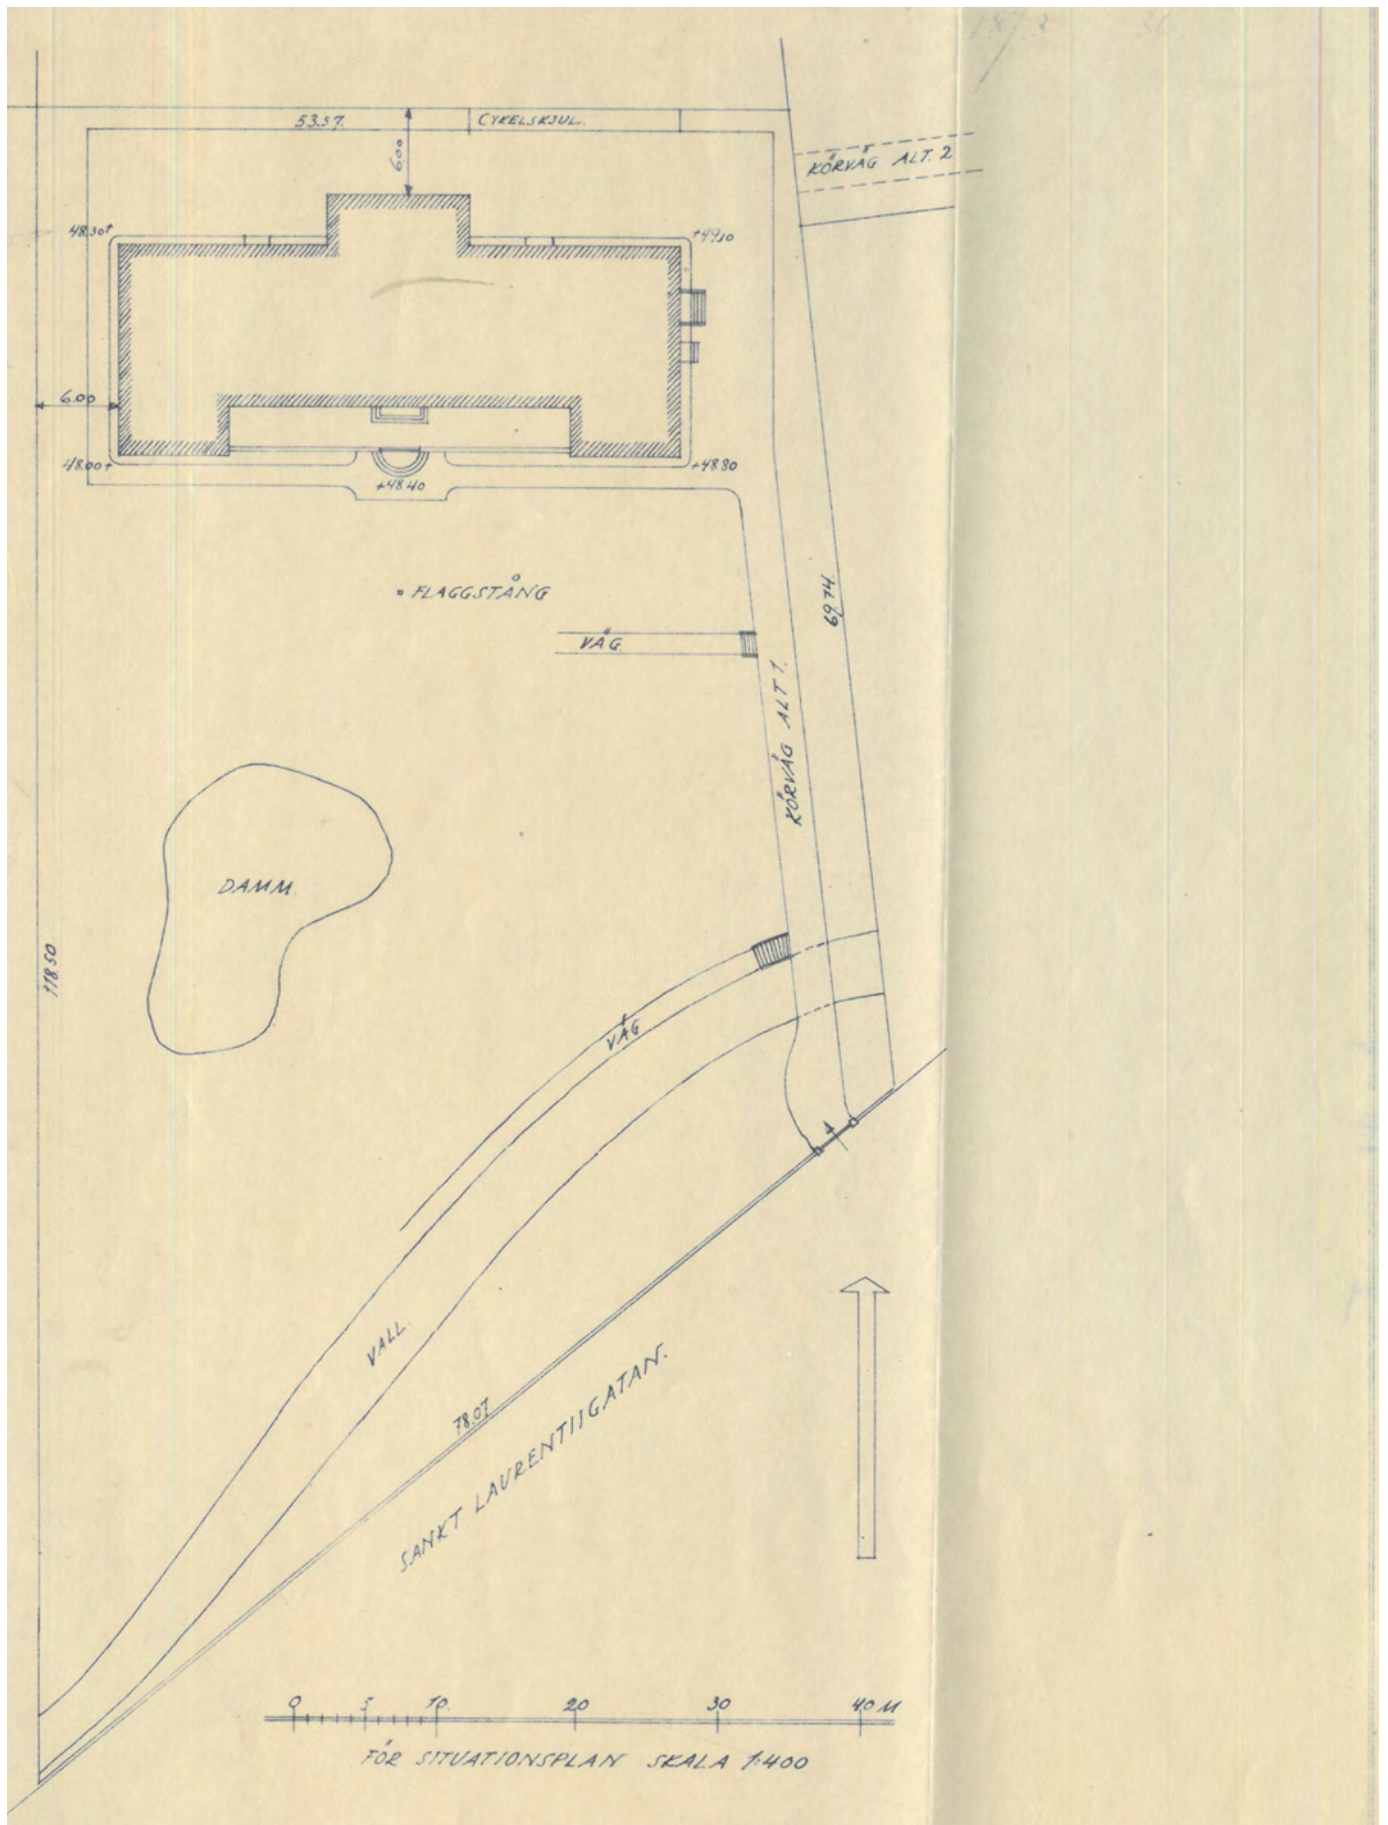 53.57.
CYKELSKJUL.
6.00
KÖRVÄG ALT. 2
48.30+
+49.10
6.00
48.00+
+48.40
+48.80
FLAGGSTÅNG
VÄG.
69.74
KÖRVÄG ALT 1.
DAMM.
118.50
VÄG
VALL.
78.07
SANKT LAURENTIIGATAN.
0 5 10. 20 30 40 M
FÖR SITUATIONSPLAN SKALA 1:400